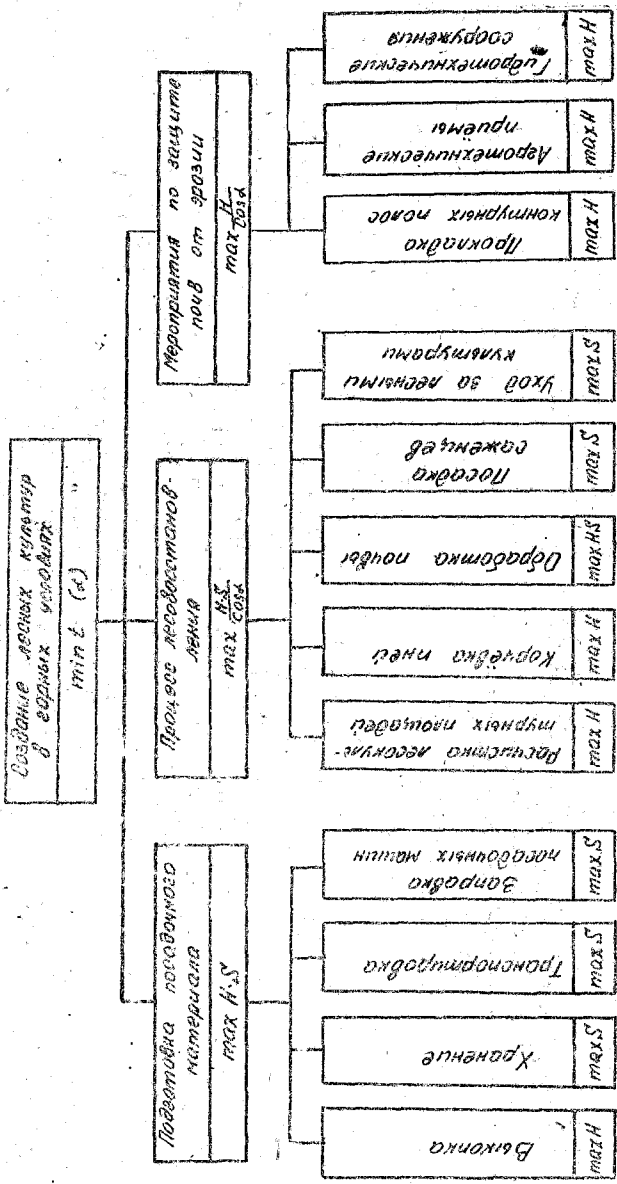 Создание лесных культур
в горных условиях
min t (α)
Подготовка посадочного
материала
max H·S
Процесс лесовосстанов-
ления
max H·S/cosα
Мероприятия по защите
почв от эрозии
max H/cosα
Выкопка
max H
Хранение
max S
Транспортировка
max S
Заправка
посадочных машин
max S
Расчистка лесокуль-
турных площадей
max H
Корчёвка пней
max H
Обработка почвы
max HS
Посадка
саженцев
max S
Уход за лесными
культурами
max S
Прокладка
контурных полос
max H
Агротехнические
приёмы
max H
Гидротехнические
сооружения
max H